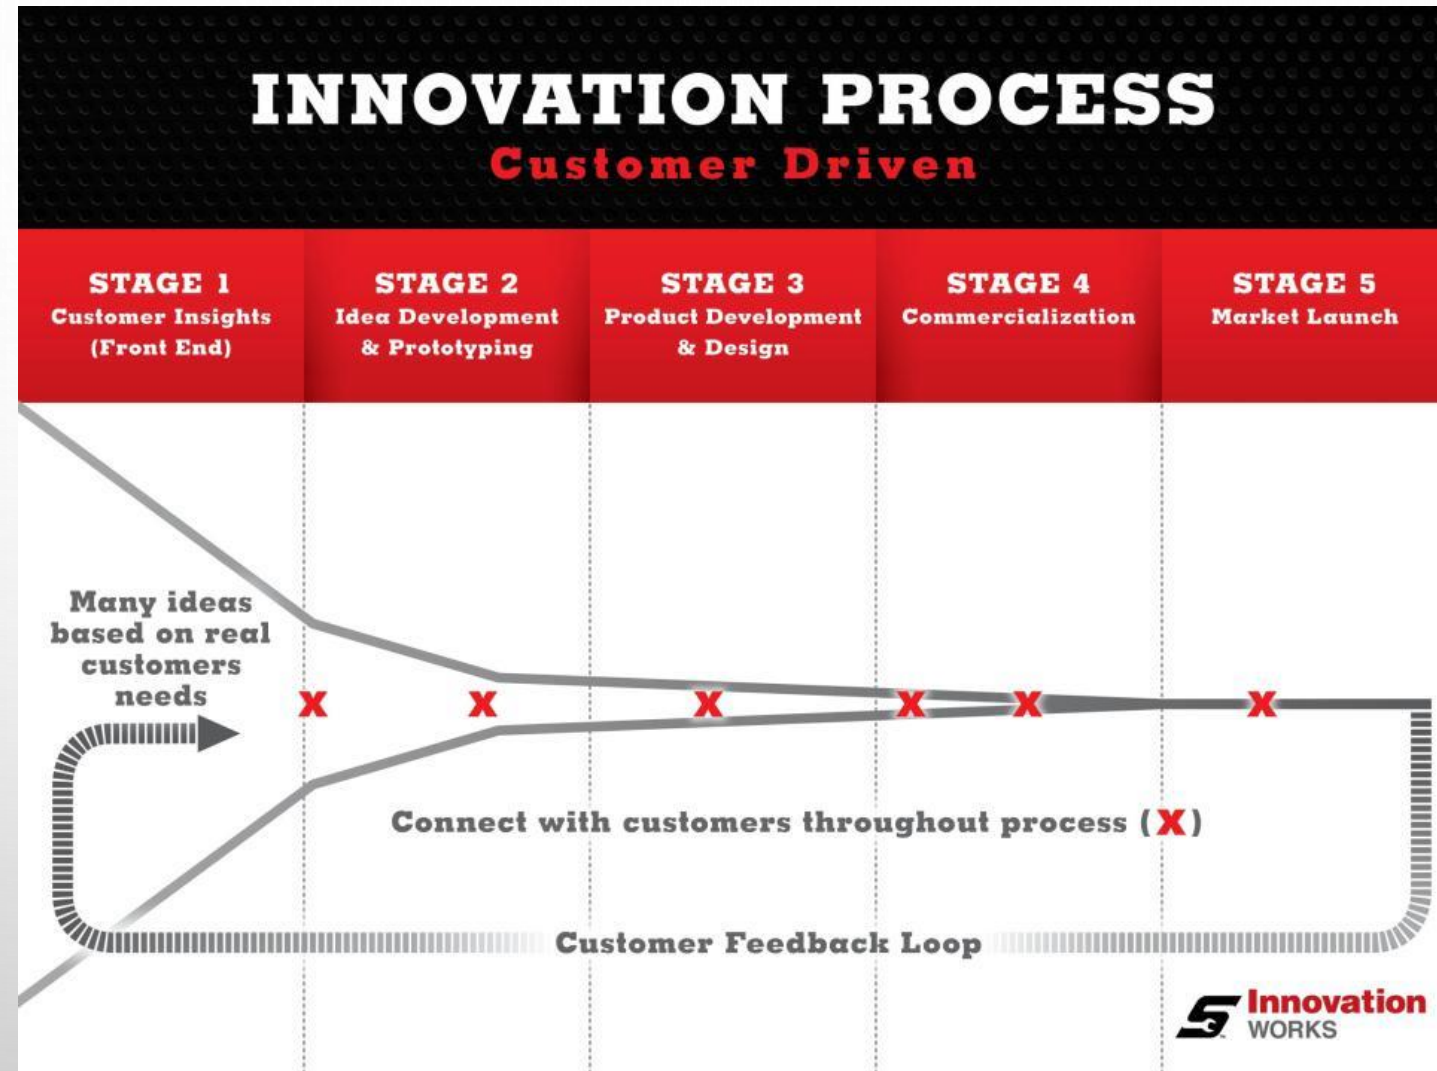 INNOVATION PROCESS
Customer Driven
STAGE 1
Customer Insights
(Front End)
STAGE 2
Idea Development
& Prototyping
STAGE 3
Product Development
& Design
STAGE 4
Commercialization
STAGE 5
Market Launch
Many ideas
based on real
customers
needs
X X X X X X
Connect with customers throughout process (X)
Customer Feedback Loop
S Innovation
WORKS